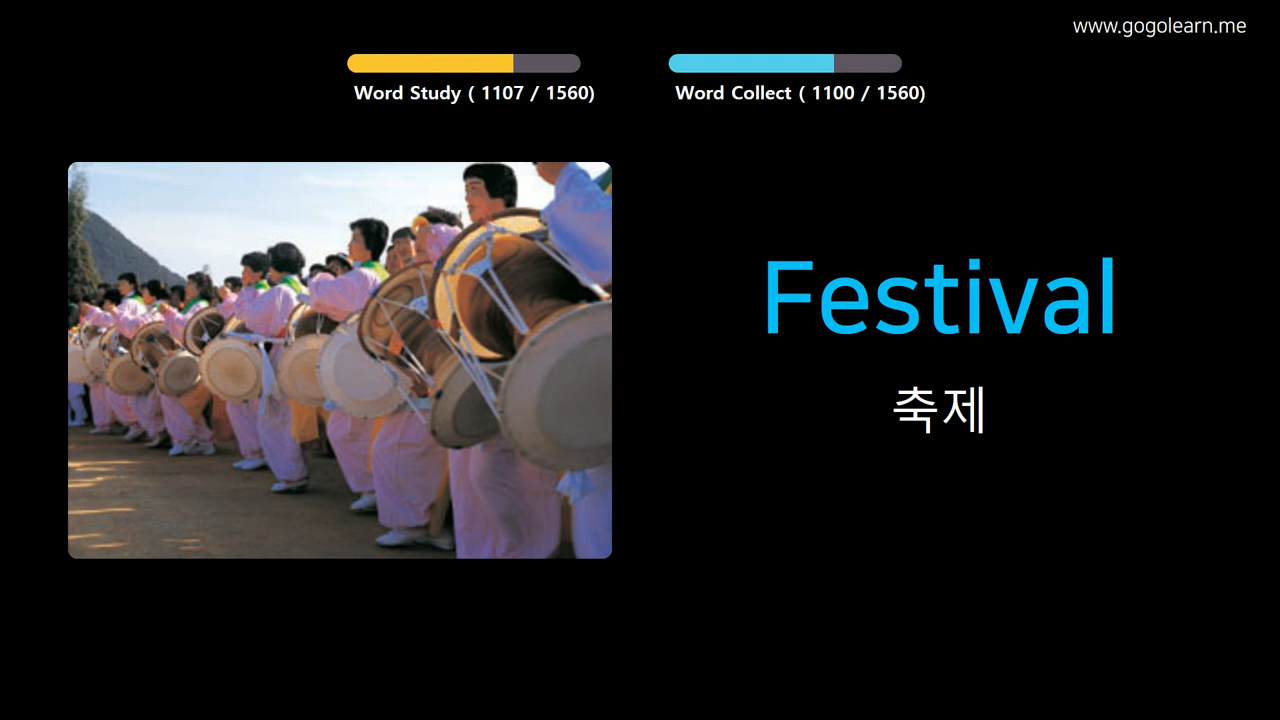 www.gogolearn.me
Word Study ( 1107 / 1560)
Word Collect ( 1100 / 1560)
Festival
축제